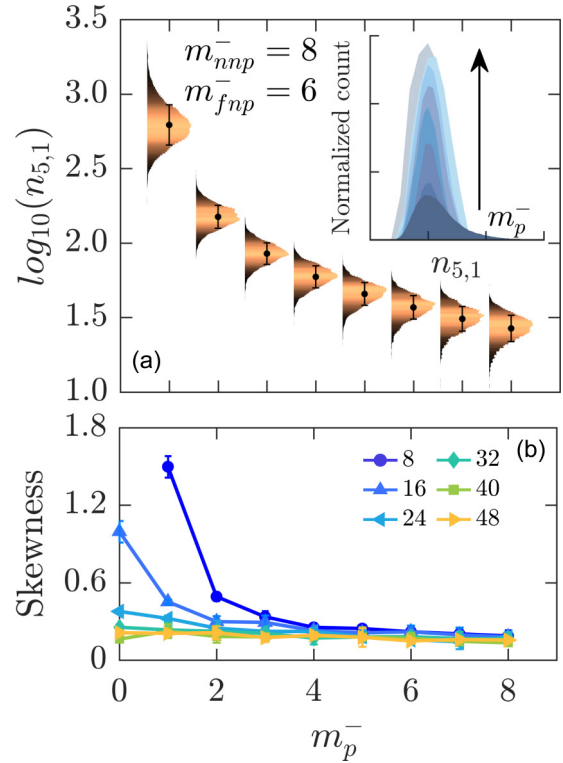 3.5
3.0
2.5
2.0
1.5
1.0
log₁₀(n₅,₁)
m⁻ₙₙₚ = 8
m⁻fnp = 6
Normalized count
m⁻ₚ
n₅,₁
(a)
1.8
1.2
0.6
0
Skewness
(b)
8 32
16 40
24 48
0 2 4 6 8
m⁻ₚ